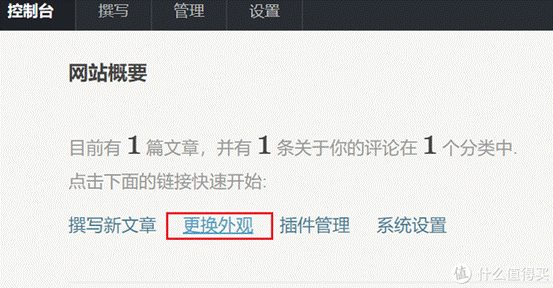 控制台 撰写 管理 设置
网站概要
目前有 1 篇文章，并有 1 条关于你的评论在 1 个分类中.
点击下面的链接快速开始:
撰写新文章 更换外观 插件管理 系统设置
值 什么值得买